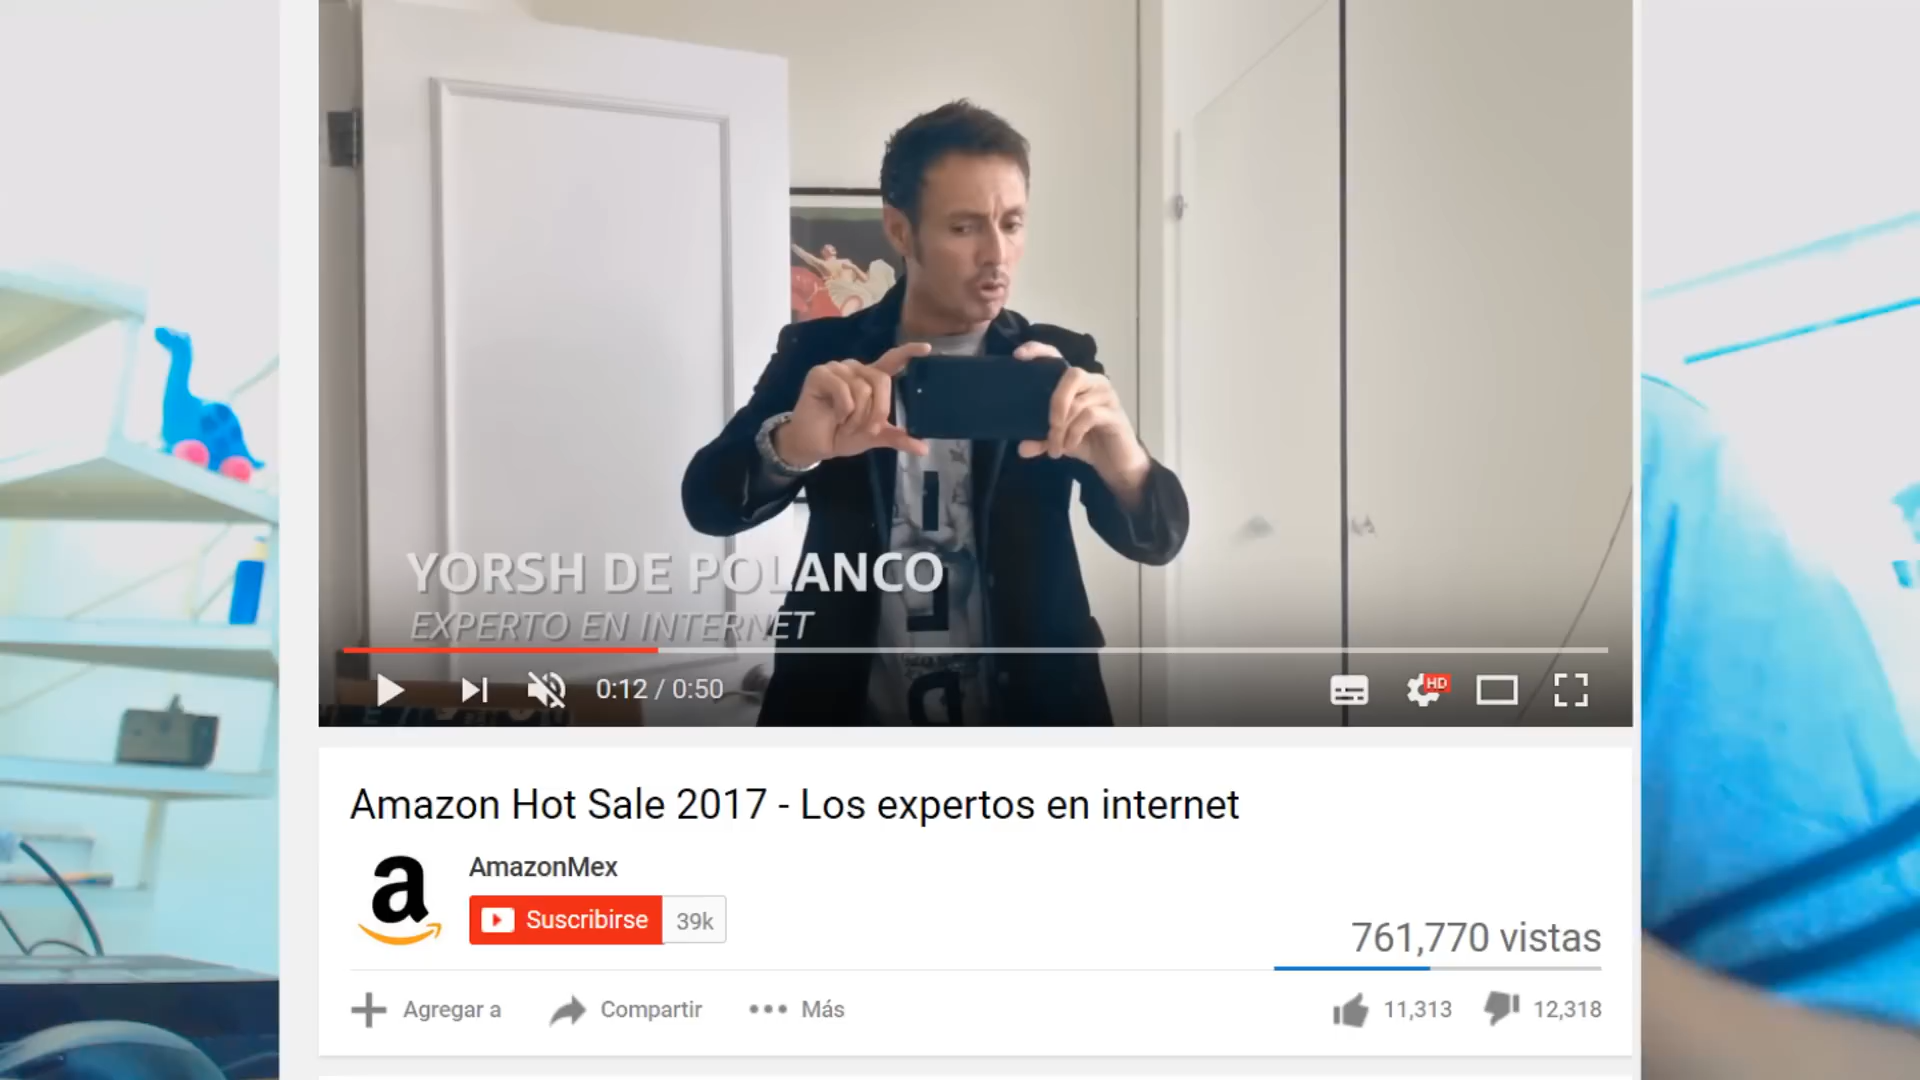 YORSH DE POLANCO
EXPERTO EN INTERNET
0:12 / 0:50
HD
Amazon Hot Sale 2017 - Los expertos en internet
a
AmazonMex
Suscribirse 39k
761,770 vistas
Agregar a Compartir Más 11,313 12,318